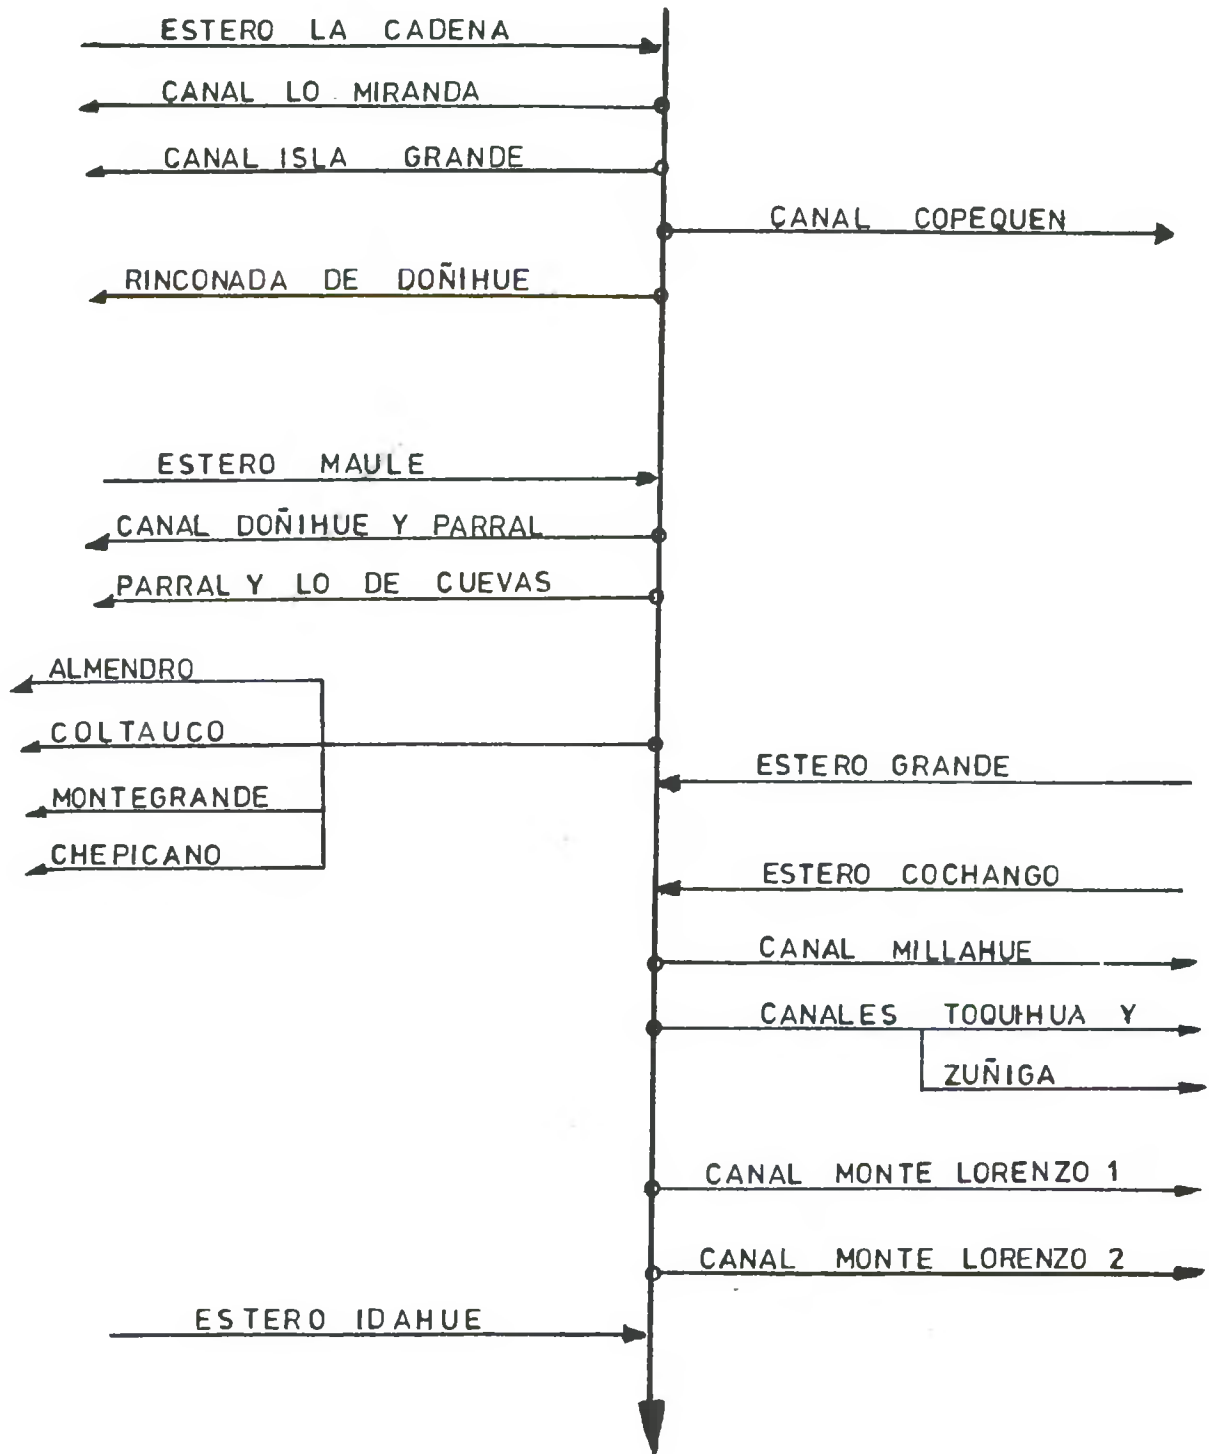 ESTERO LA CADENA
CANAL LO MIRANDA
CANAL ISLA GRANDE
CANAL COPEQUEN
RINCONADA DE DOÑIHUE
ESTERO MAULE
CANAL DOÑIHUE Y PARRAL
PARRAL Y LO DE CUEVAS
ALMENDRO
COLTAUCO
MONTEGRANDE
CHEPICANO
ESTERO GRANDE
ESTERO COCHANGO
CANAL MILLAHUE
CANALES TOQUIHUA Y
ZUÑIGA
CANAL MONTE LORENZO 1
CANAL MONTE LORENZO 2
ESTERO IDAHUE